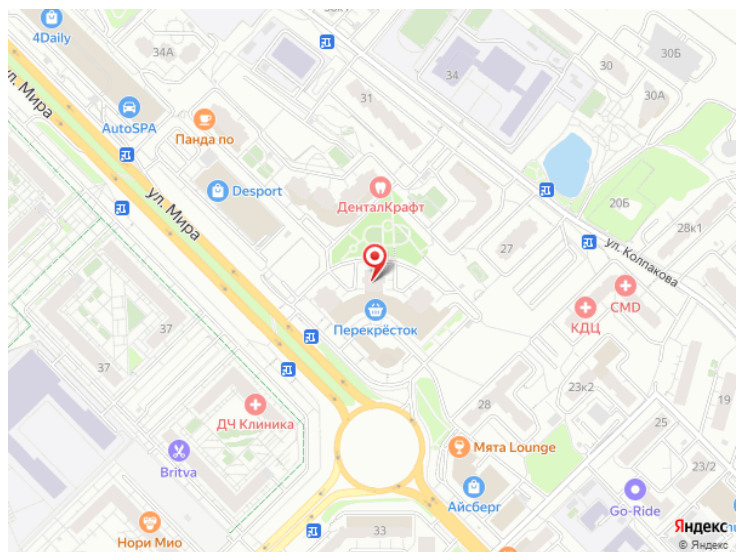 4Daily
34А
30к1
31
34
30
30Б
30А
ул. Мира
AutoSPA
Панда по
ул. Мира
Desport
ДенталКрафт
27
20Б
28к1
ул. Колпакова
CMD
КДЦ
Перекрёсток
37
37
ДЧ Клиника
Britva
28
23к2
25
19
23/2
Мята Lounge
Айсберг
Go-Ride
Нори Мио
33
Яндекс
© Яндекс